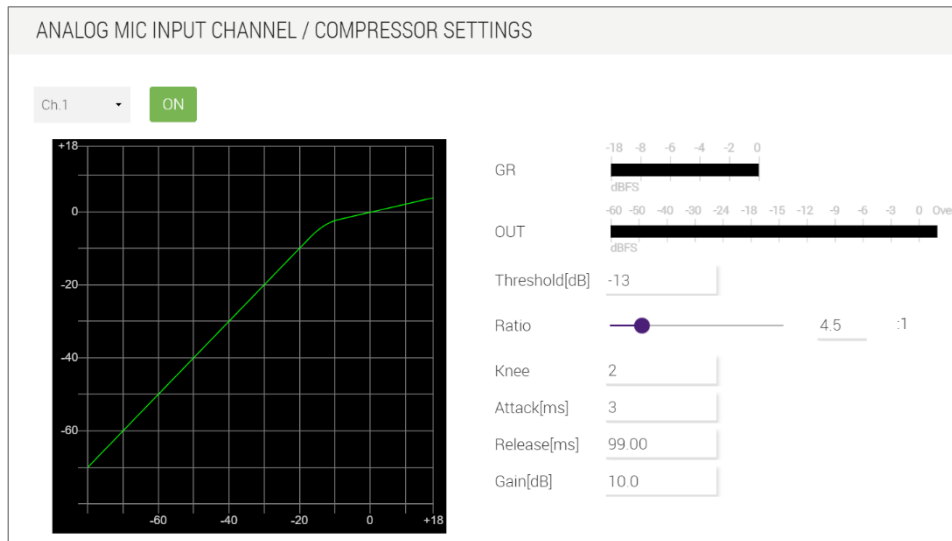 ANALOG MIC INPUT CHANNEL / COMPRESSOR SETTINGS
Ch.1
ON
+18
0
-20
-40
-60
-60 -40 -20 0 +18
-18 -8 -6 -4 -2 0
GR
dBFS
-60 -50 -40 -30 -24 -18 -15 -12 -9 -6 -3 0 Ove
OUT
dBFS
Threshold[dB] -13
Ratio 4.5 :1
Knee 2
Attack[ms] 3
Release[ms] 99.00
Gain[dB] 10.0